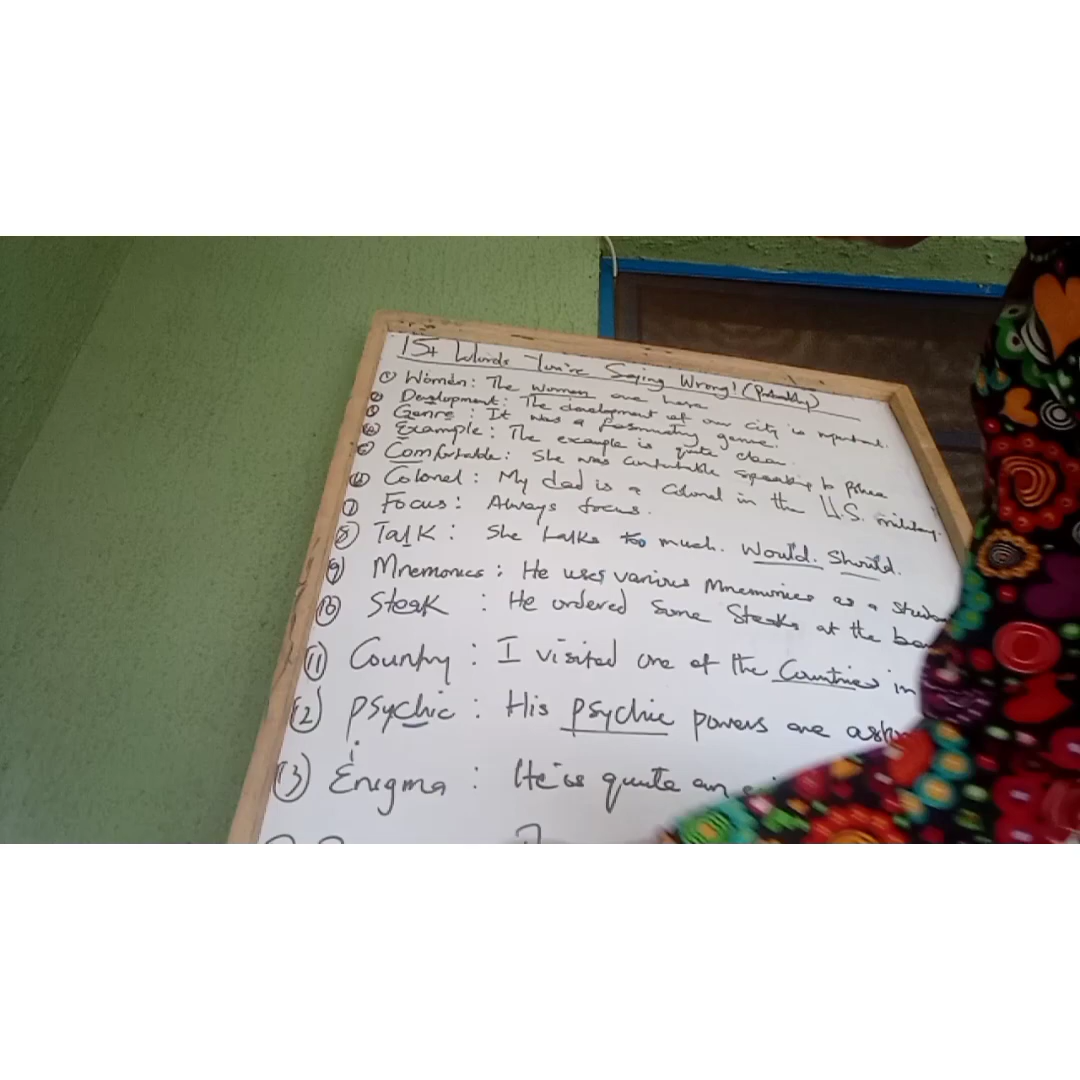 15+ Words You're Saying Wrong! (Probably)
① Women: The women are here
② Development: The development of our city is important.
③ Genre: It was a genre.
④ Example: The example is quite clear.
⑤ Comfortable: She was comfortable speaking to
⑥ Colonel: My dad is a Colonel in the U.S. military.
⑦ Focus: Always focus.
⑧ Talk: She talks too much. Would. Should.
⑨ Mnemonics: He uses various Mnemonics as a
⑩ Steak: He ordered some Steaks at the
⑪ Country: I visited one of the Countries in
⑫ Psychic: His psychic powers are
i
⑬ Enigma: He is quite an